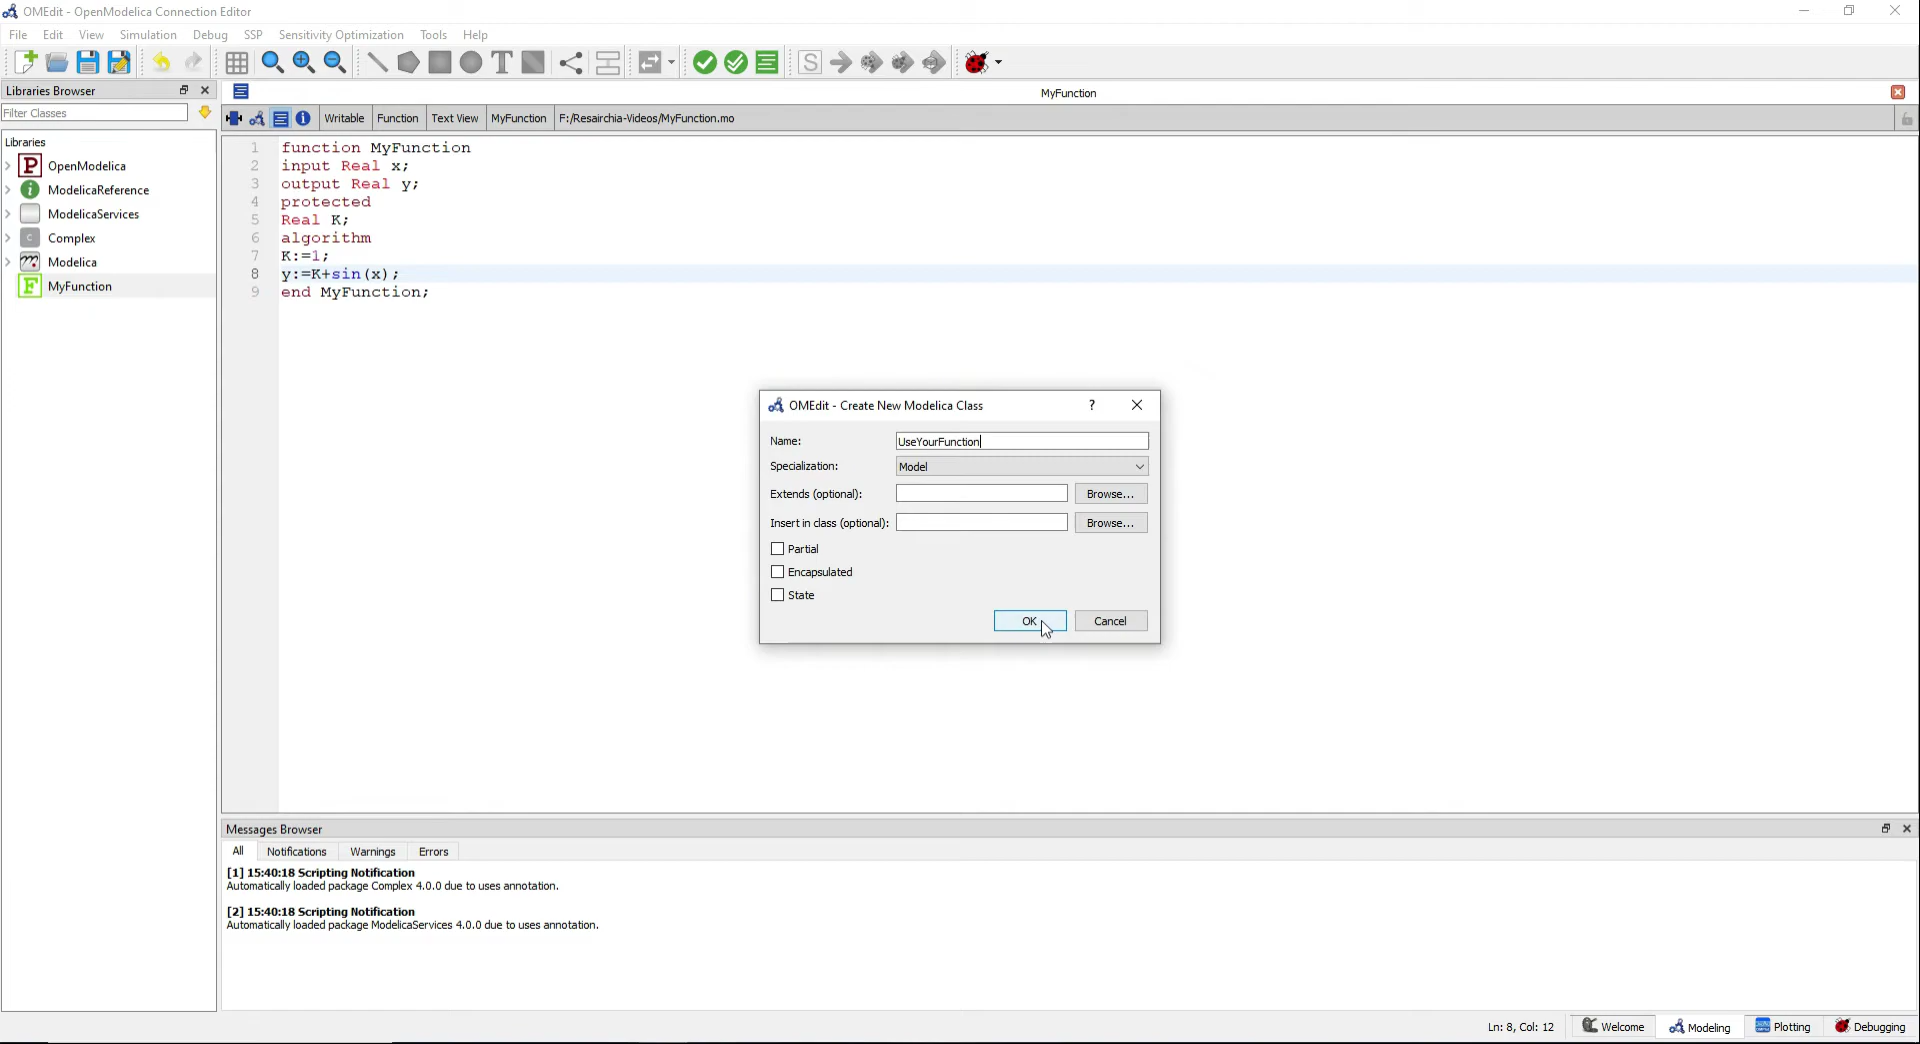 OMEdit - OpenModelica Connection Editor
File Edit View Simulation Debug SSP Sensitivity Optimization Tools Help
Libraries Browser
MyFunction
Filter Classes
Writable Function Text View MyFunction F:/Resairchia-Videos/MyFunction.mo
Libraries
OpenModelica
ModelicaReference
ModelicaServices
Complex
Modelica
MyFunction
1 function MyFunction
2 input Real x;
3 output Real y;
4 protected
5 Real K;
6 algorithm
7 K:=1;
8 y:=K+sin(x);
9 end MyFunction;
OMEdit - Create New Modelica Class ?
Name: UseYourFunction
Specialization: Model
Extends (optional): Browse...
Insert in class (optional): Browse...
Partial
Encapsulated
State
OK Cancel
Messages Browser
All Notifications Warnings Errors
[1] 15:40:18 Scripting Notification
Automatically loaded package Complex 4.0.0 due to uses annotation.
[2] 15:40:18 Scripting Notification
Automatically loaded package ModelicaServices 4.0.0 due to uses annotation.
Ln: 8, Col: 12 Welcome Modeling Plotting Debugging